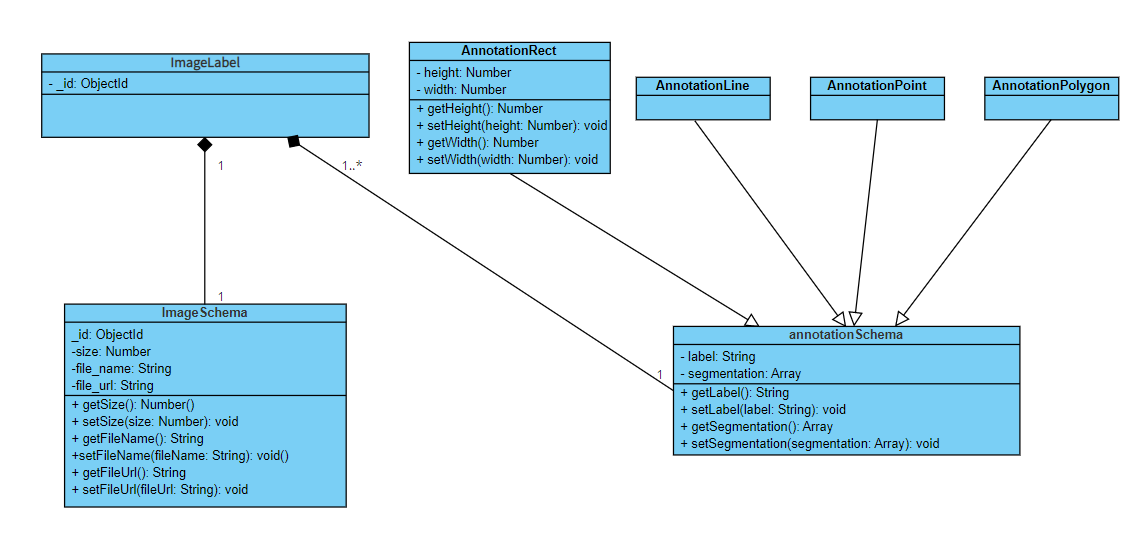 ImageLabel
- _id: ObjectId
1
1..*
AnnotationRect
- height: Number
- width: Number
+ getHeight(): Number
+ setHeight(height: Number): void
+ getWidth(): Number
+ setWidth(width: Number): void
AnnotationLine
AnnotationPoint
AnnotationPolygon
1
ImageSchema
_id: ObjectId
-size: Number
-file_name: String
-file_url: String
+ getSize(): Number()
+ setSize(size: Number): void
+ getFileName(): String
+setFileName(fileName: String): void()
+ getFileUrl(): String
+ setFileUrl(fileUrl: String): void
1
annotationSchema
- label: String
- segmentation: Array
+ getLabel(): String
+ setLabel(label: String): void
+ getSegmentation(): Array
+ setSegmentation(segmentation: Array): void